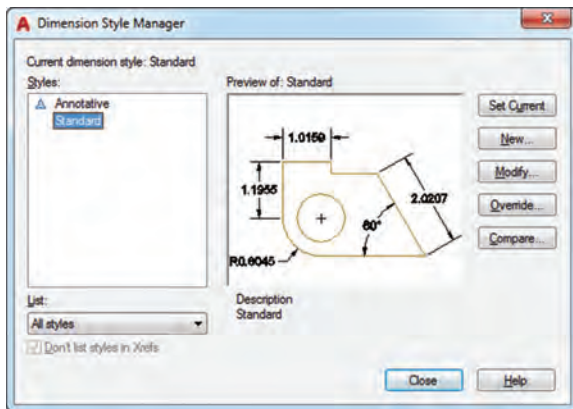 Dimension Style Manager
Current dimension style: Standard
Styles:
Annotative
Standard
Preview of: Standard
1.0159
1.1955
2.0207
60°
R0.6045
Set Current
New...
Modify...
Override...
Compare...
List:
All styles
Don't list styles in Xrefs
Description
Standard
Close
Help